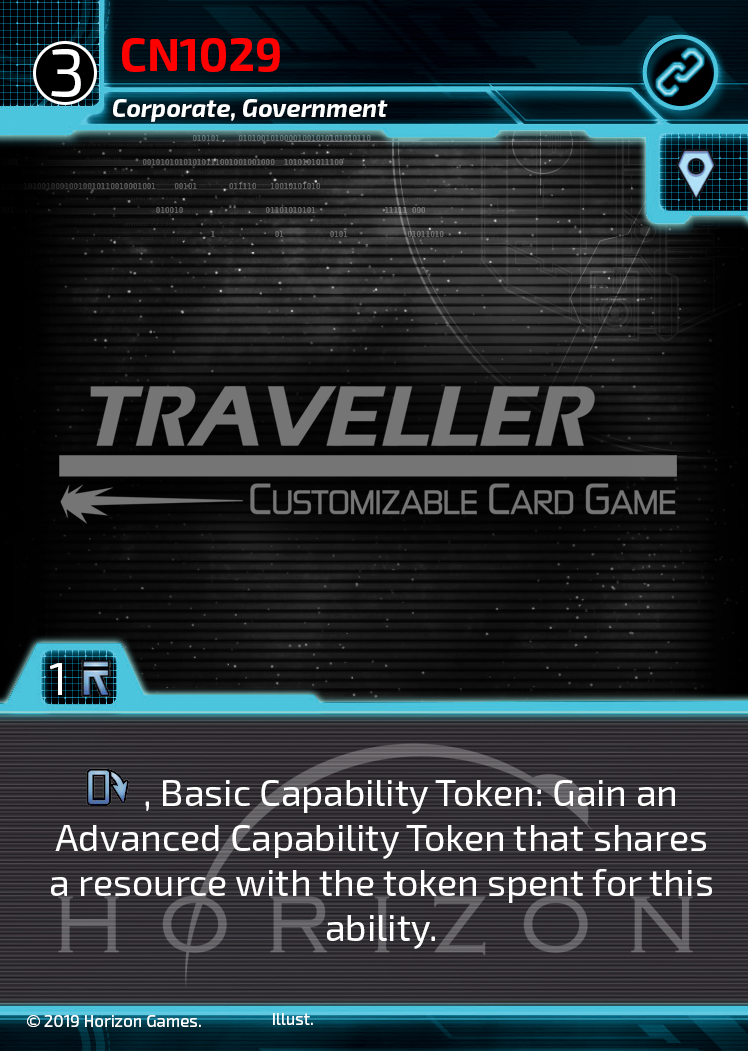 3
CN1029
Corporate, Government
TRAVELLER
CUSTOMIZABLE CARD GAME
1
, Basic Capability Token: Gain an
Advanced Capability Token that shares
a resource with the token spent for this
ability.
HORIZON
© 2019 Horizon Games.
Illust.